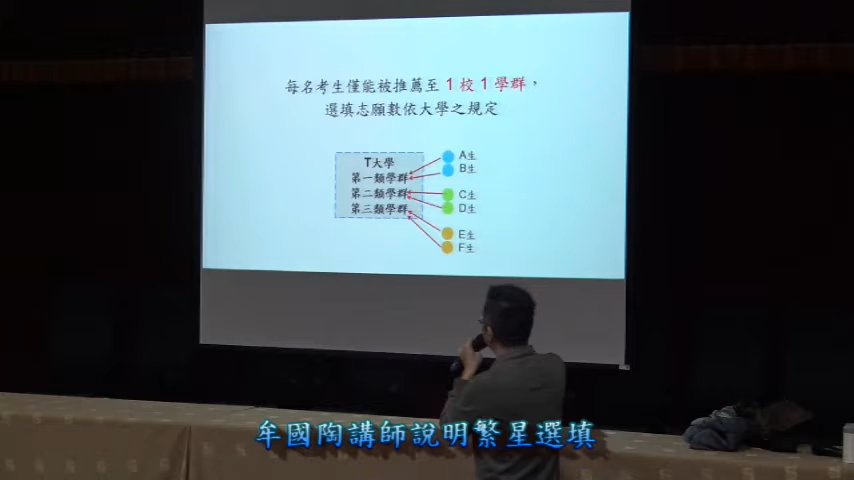 每名考生僅能被推薦至1校1學群，
選填志願數依大學之規定
T大學
第一類學群
第二類學群
第三類學群
A生
B生
C生
D生
E生
F生
牟國陶講師說明繁星選填